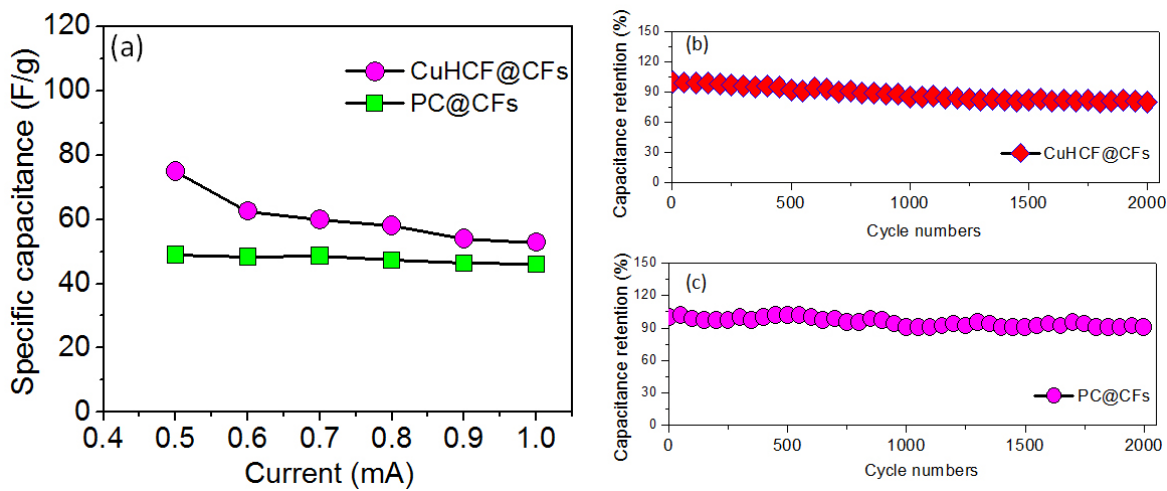 (a)
Specific capacitance (F/g)
120
100
80
60
40
20
0
CuHCF@CFs
PC@CFs
0.4 0.5 0.6 0.7 0.8 0.9 1.0
Current (mA)
(b)
Capacitance retention (%)
150
120
90
60
30
0
CuHCF@CFs
0 500 1000 1500 2000
Cycle numbers
(c)
Capacitance retention (%)
150
120
90
60
30
0
PC@CFs
0 500 1000 1500 2000
Cycle numbers